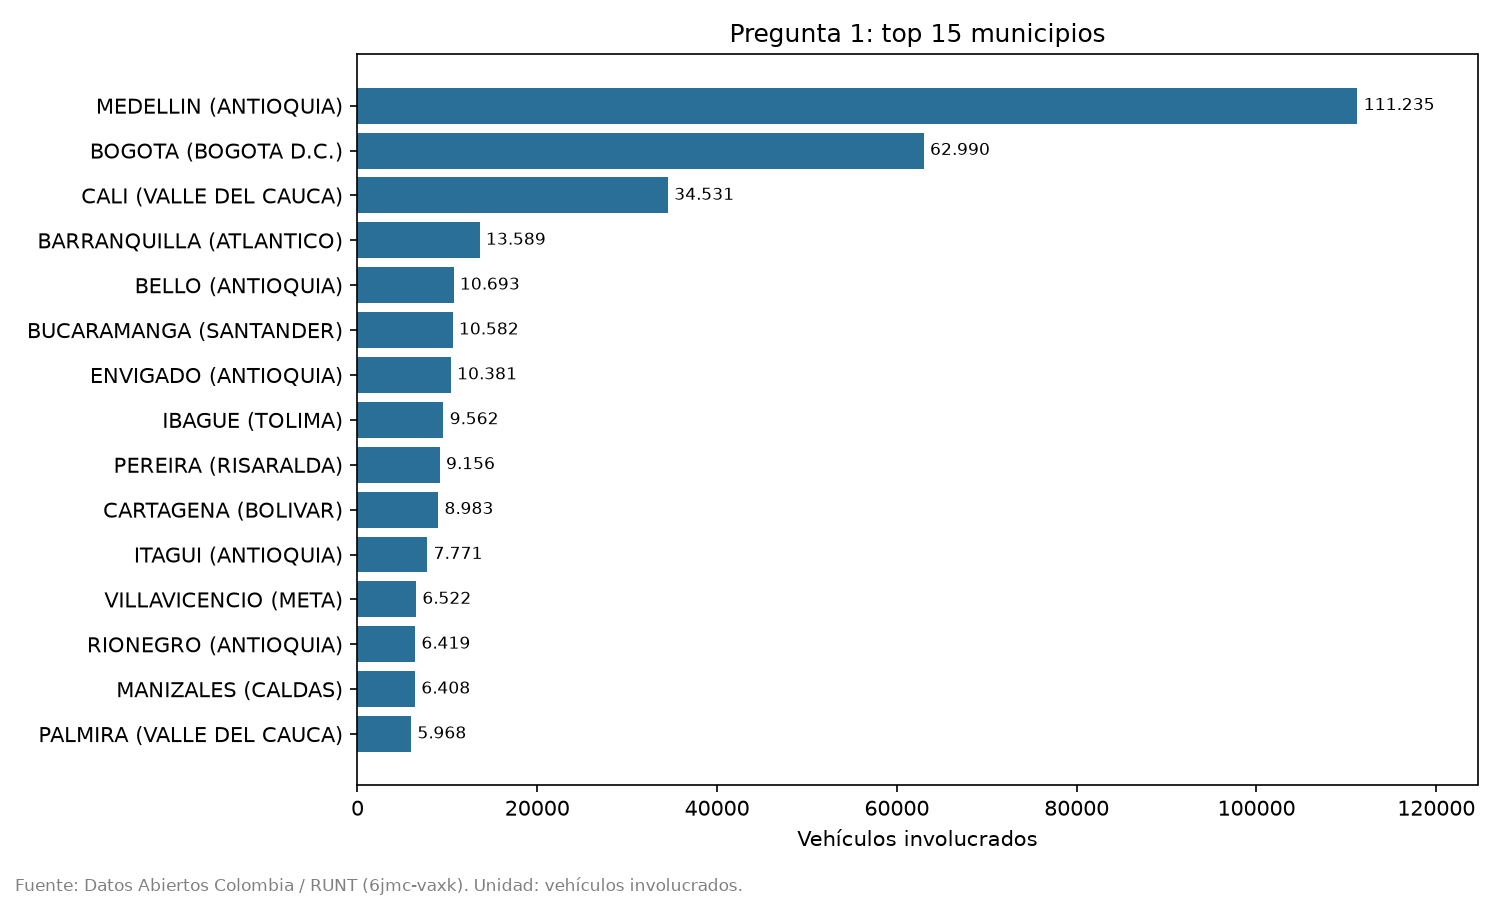 Pregunta 1: top 15 municipios
MEDELLIN (ANTIOQUIA) 111.235
BOGOTA (BOGOTA D.C.) 62.990
CALI (VALLE DEL CAUCA) 34.531
BARRANQUILLA (ATLANTICO) 13.589
BELLO (ANTIOQUIA) 10.693
BUCARAMANGA (SANTANDER) 10.582
ENVIGADO (ANTIOQUIA) 10.381
IBAGUE (TOLIMA) 9.562
PEREIRA (RISARALDA) 9.156
CARTAGENA (BOLIVAR) 8.983
ITAGUI (ANTIOQUIA) 7.771
VILLAVICENCIO (META) 6.522
RIONEGRO (ANTIOQUIA) 6.419
MANIZALES (CALDAS) 6.408
PALMIRA (VALLE DEL CAUCA) 5.968
0 20000 40000 60000 80000 100000 120000
Vehículos involucrados
Fuente: Datos Abiertos Colombia / RUNT (6jmc-vaxk). Unidad: vehículos involucrados.